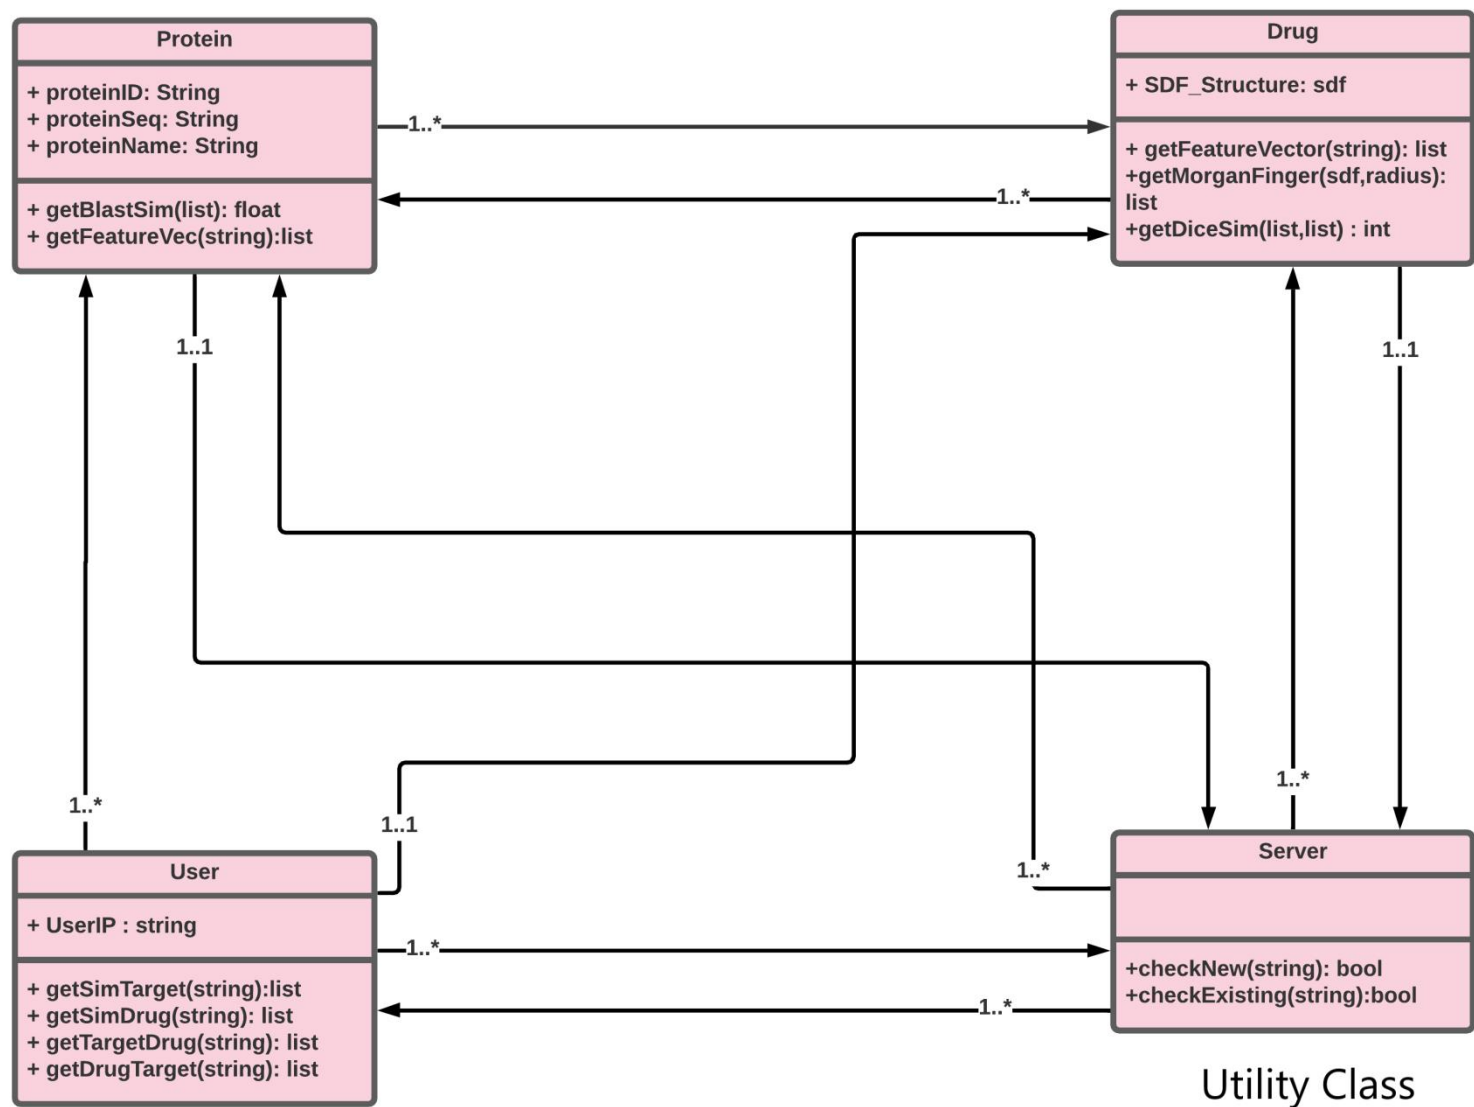 Protein
+ proteinID: String
+ proteinSeq: String
+ proteinName: String
+ getBlastSim(list): float
+ getFeatureVec(string):list
Drug
+ SDF_Structure: sdf
+ getFeatureVector(string): list
+getMorganFinger(sdf,radius):
list
+getDiceSim(list,list) : int
1..*
1..*
1..1
1..1
1..*
1..1
1..*
1..*
User
+ UserIP : string
+ getSimTarget(string):list
+ getSimDrug(string): list
+ getTargetDrug(string): list
+ getDrugTarget(string): list
1..*
1..*
Server
+checkNew(string): bool
+checkExisting(string):bool
Utility Class